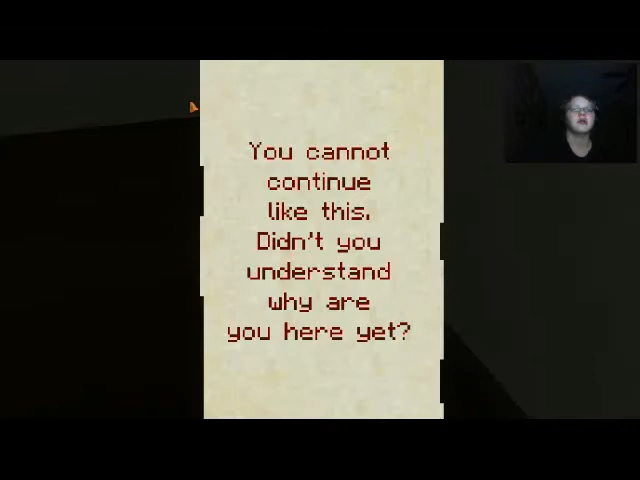 You cannot
continue
like this.
Didn't you
understand
why are
you here yet?